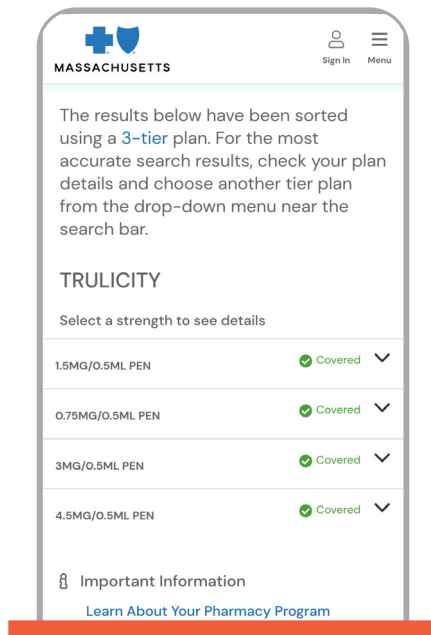 MASSACHUSETTS
Sign In
Menu
The results below have been sorted
using a 3-tier plan. For the most
accurate search results, check your plan
details and choose another tier plan
from the drop-down menu near the
search bar.
TRULICITY
Select a strength to see details
1.5MG/0.5ML PEN Covered
0.75MG/0.5ML PEN Covered
3MG/0.5ML PEN Covered
4.5MG/0.5ML PEN Covered
Important Information
Learn About Your Pharmacy Program